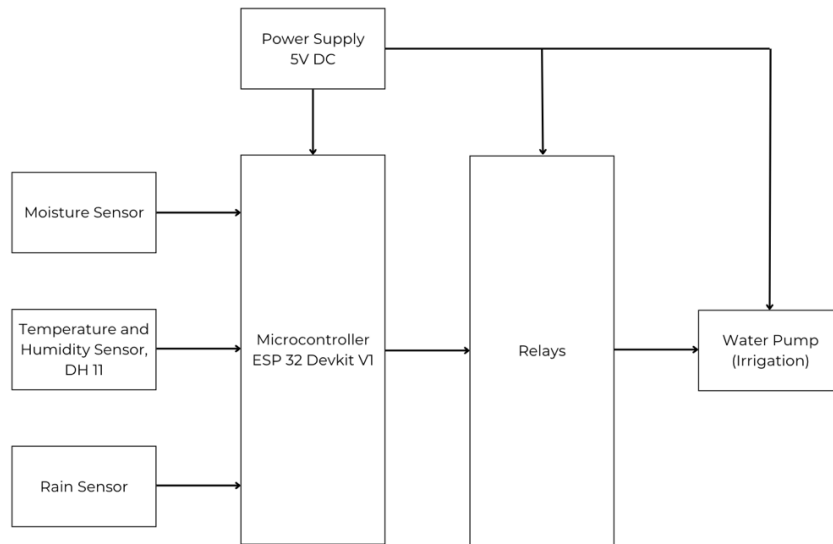 Power Supply
5V DC
Moisture Sensor
Temperature and
Humidity Sensor,
DH 11
Rain Sensor
Microcontroller
ESP 32 Devkit V1
Relays
Water Pump
(Irrigation)